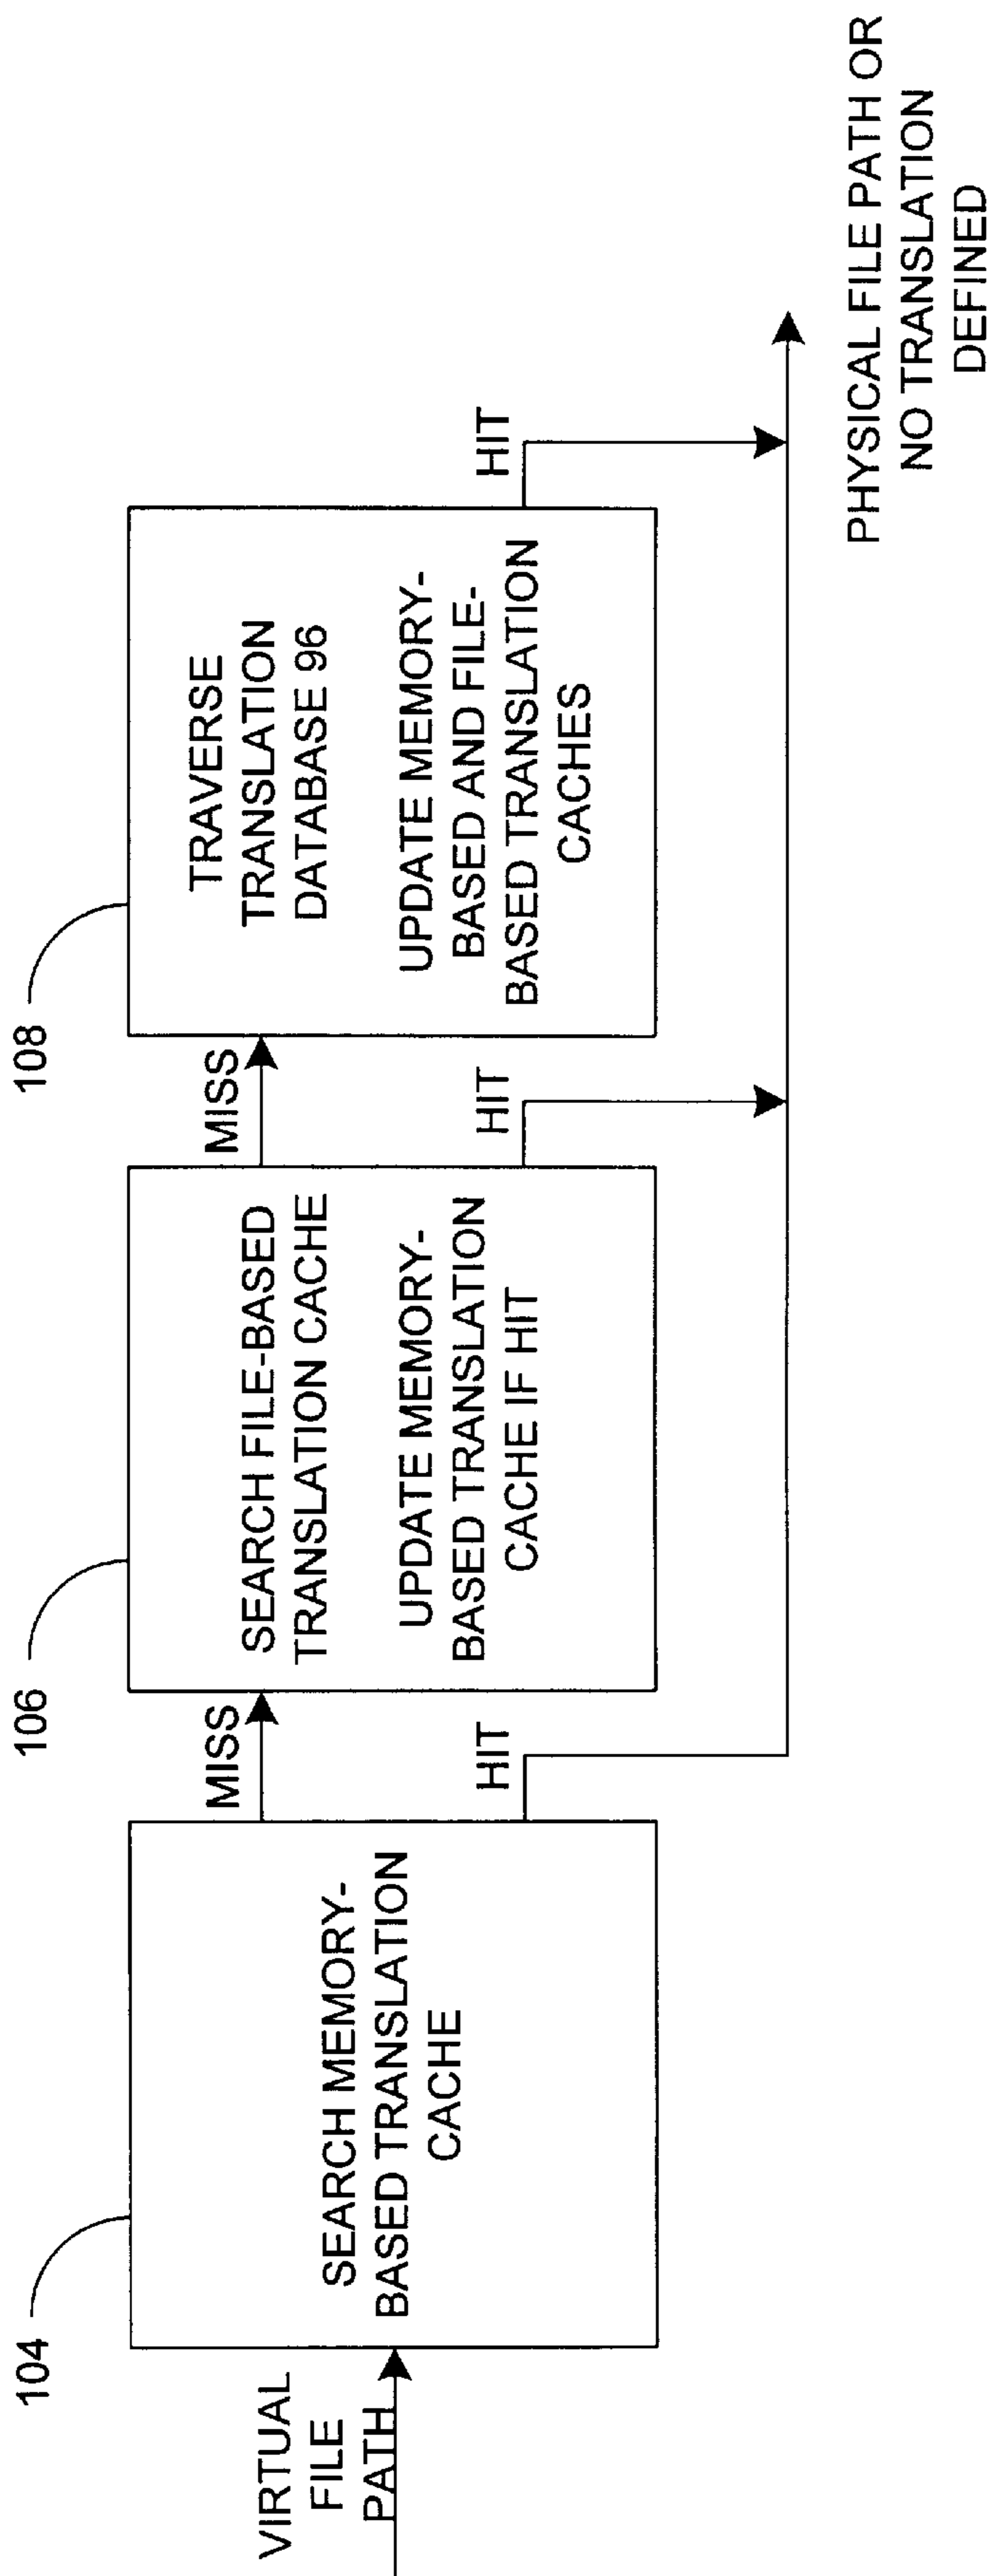 VIRTUAL
FILE
PATH
104
SEARCH MEMORY-
BASED TRANSLATION
CACHE
MISS
HIT
106
SEARCH FILE-BASED
TRANSLATION CACHE
UPDATE MEMORY-
BASED TRANSLATION
CACHE IF HIT
MISS
HIT
108
TRAVERSE
TRANSLATION
DATABASE 96
UPDATE MEMORY-
BASED AND FILE-
BASED TRANSLATION
CACHES
HIT
PHYSICAL FILE PATH OR
NO TRANSLATION
DEFINED